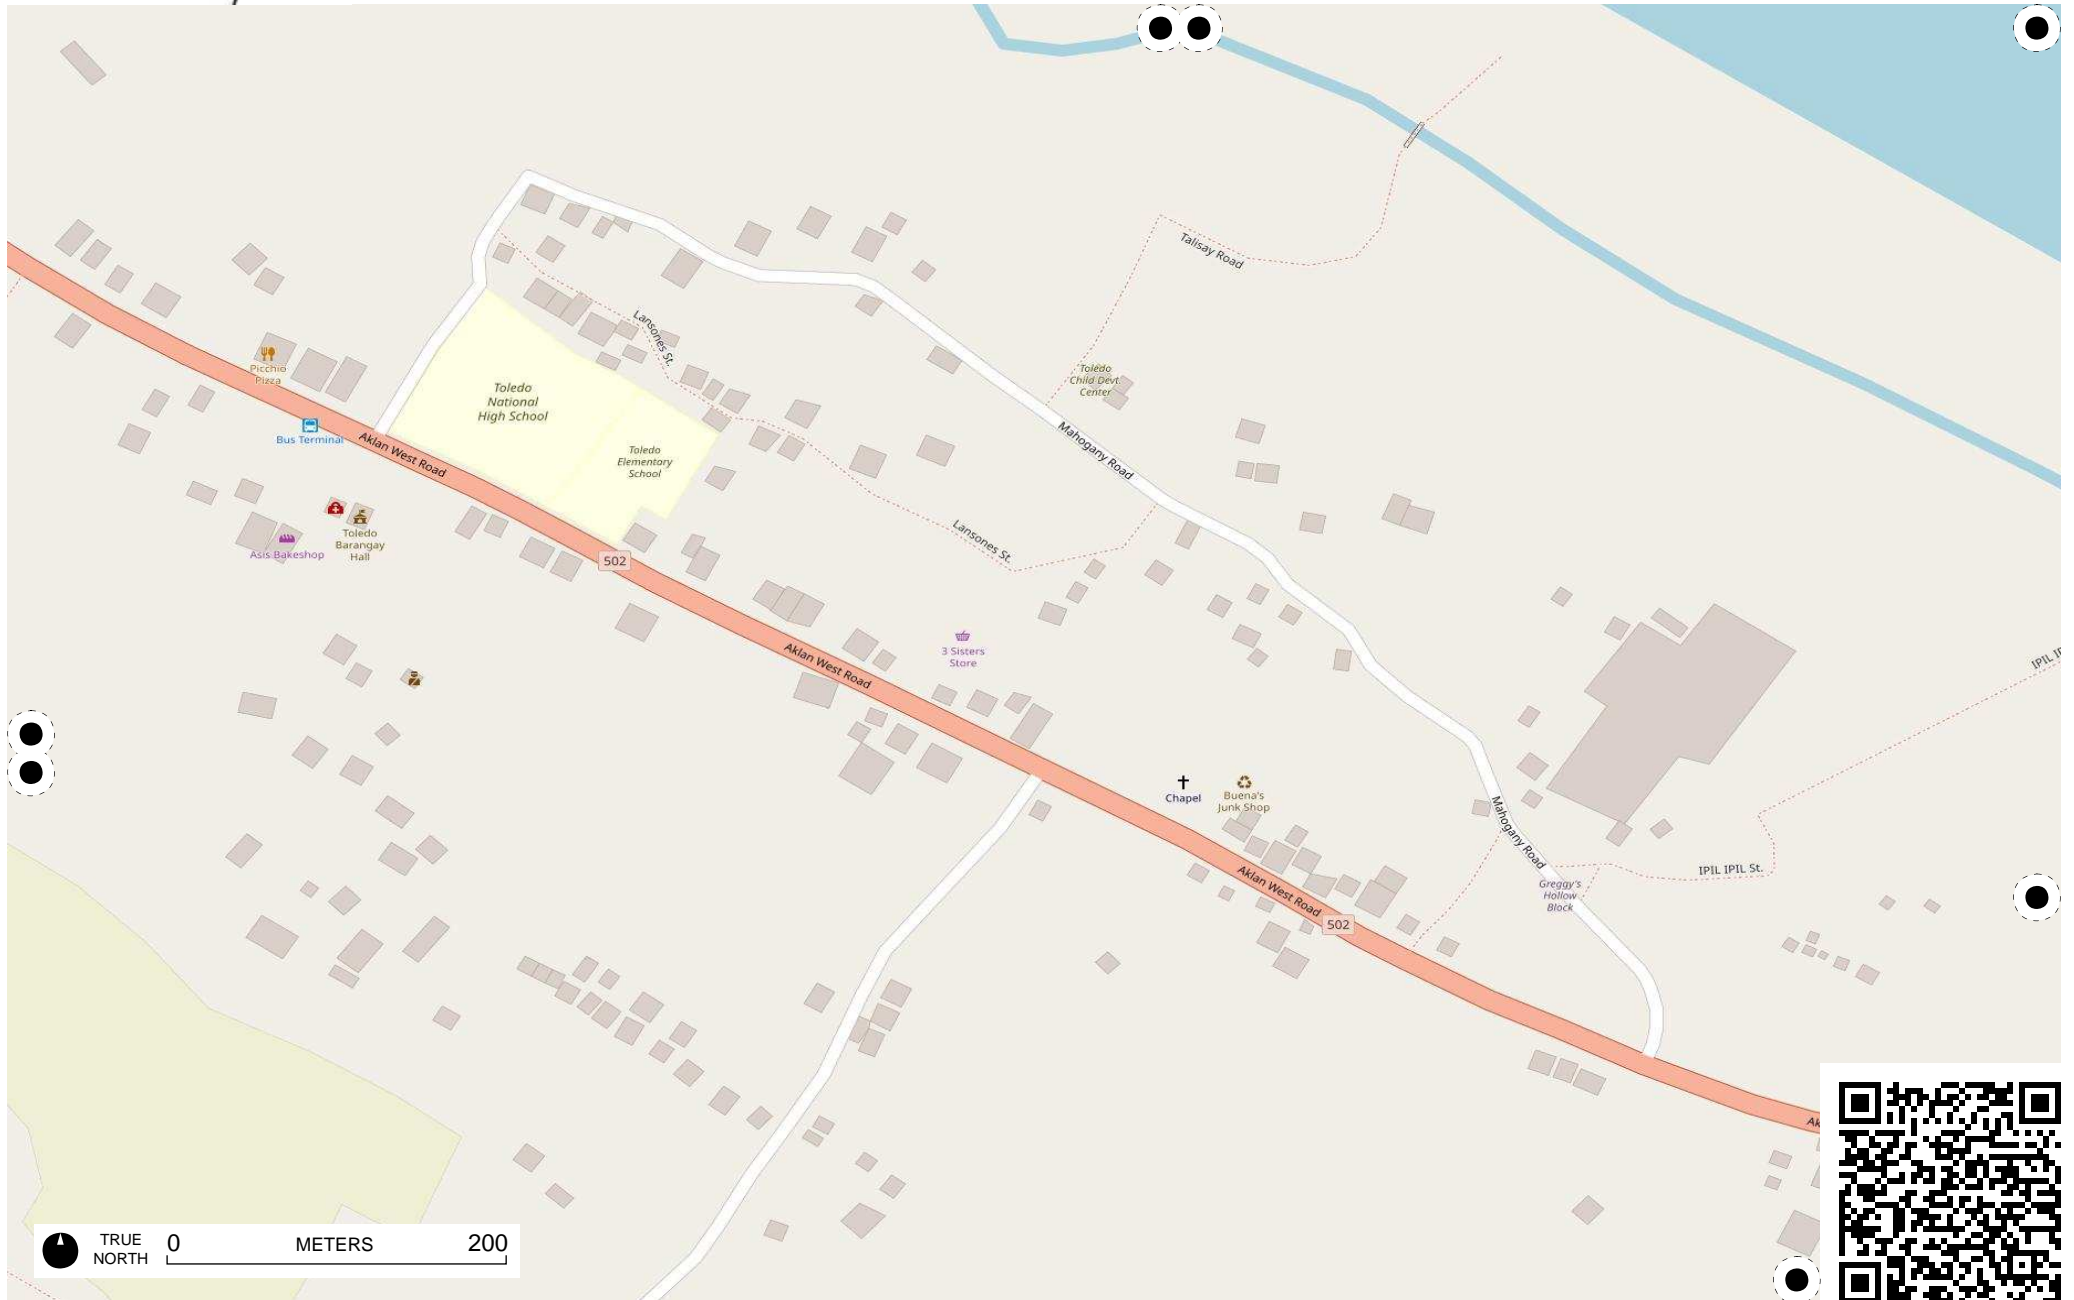 Talisay Road
Lansones St.
Picchio
Pizza
Toledo
Child Devt.
Center
Toledo
National
High School
Bus Terminal
Aklan West Road
Mahogany Road
Toledo
Elementary
School
Toledo
Barangay
Hall
Asis Bakeshop
Lansones St.
502
3 Sisters
Store
Aklan West Road
IPIL IP
Chapel
Buena's
Junk Shop
Mahogany Road
IPIL IPIL St.
Greggy's
Hollow
Block
Aklan West Road
502
Ak
TRUE
NORTH
0 METERS 200